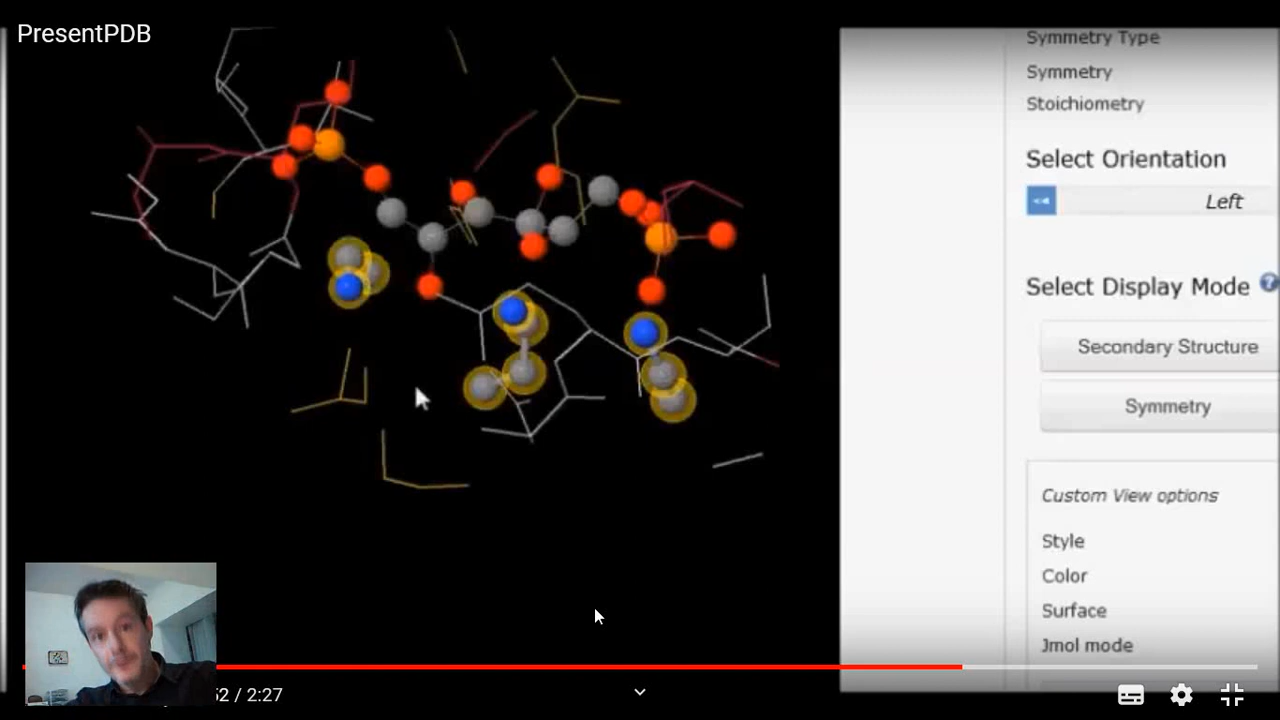 PresentPDB
Symmetry Type
Symmetry
Stoichiometry
Select Orientation
Left
Select Display Mode
Secondary Structure
Symmetry
Custom View options
Style
Color
Surface
Jmol mode
52 / 2:27